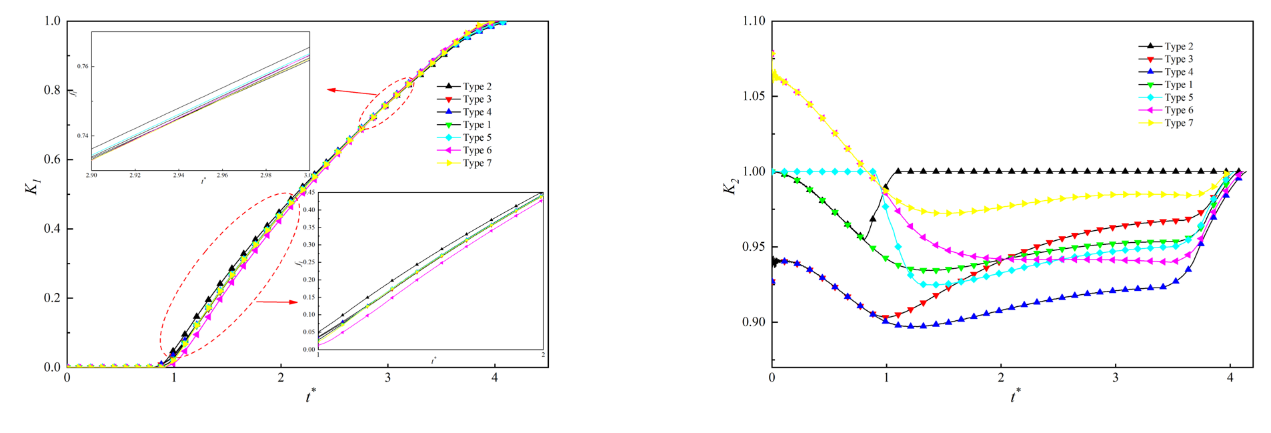 1.0
0.8
0.6
0.4
0.2
0.0
0
1
2
3
4
K1
t*
0.76
0.74
2.90
2.92
2.94
2.96
2.98
t*
Type 2
Type 3
Type 4
Type 1
Type 5
Type 6
Type 7
0.45
0.40
0.35
0.30
0.25
0.20
0.15
0.10
0.05
0.00
1
2
t*
1.10
1.05
1.00
0.95
0.90
0
1
2
3
4
K2
t*
Type 2
Type 3
Type 4
Type 1
Type 5
Type 6
Type 7